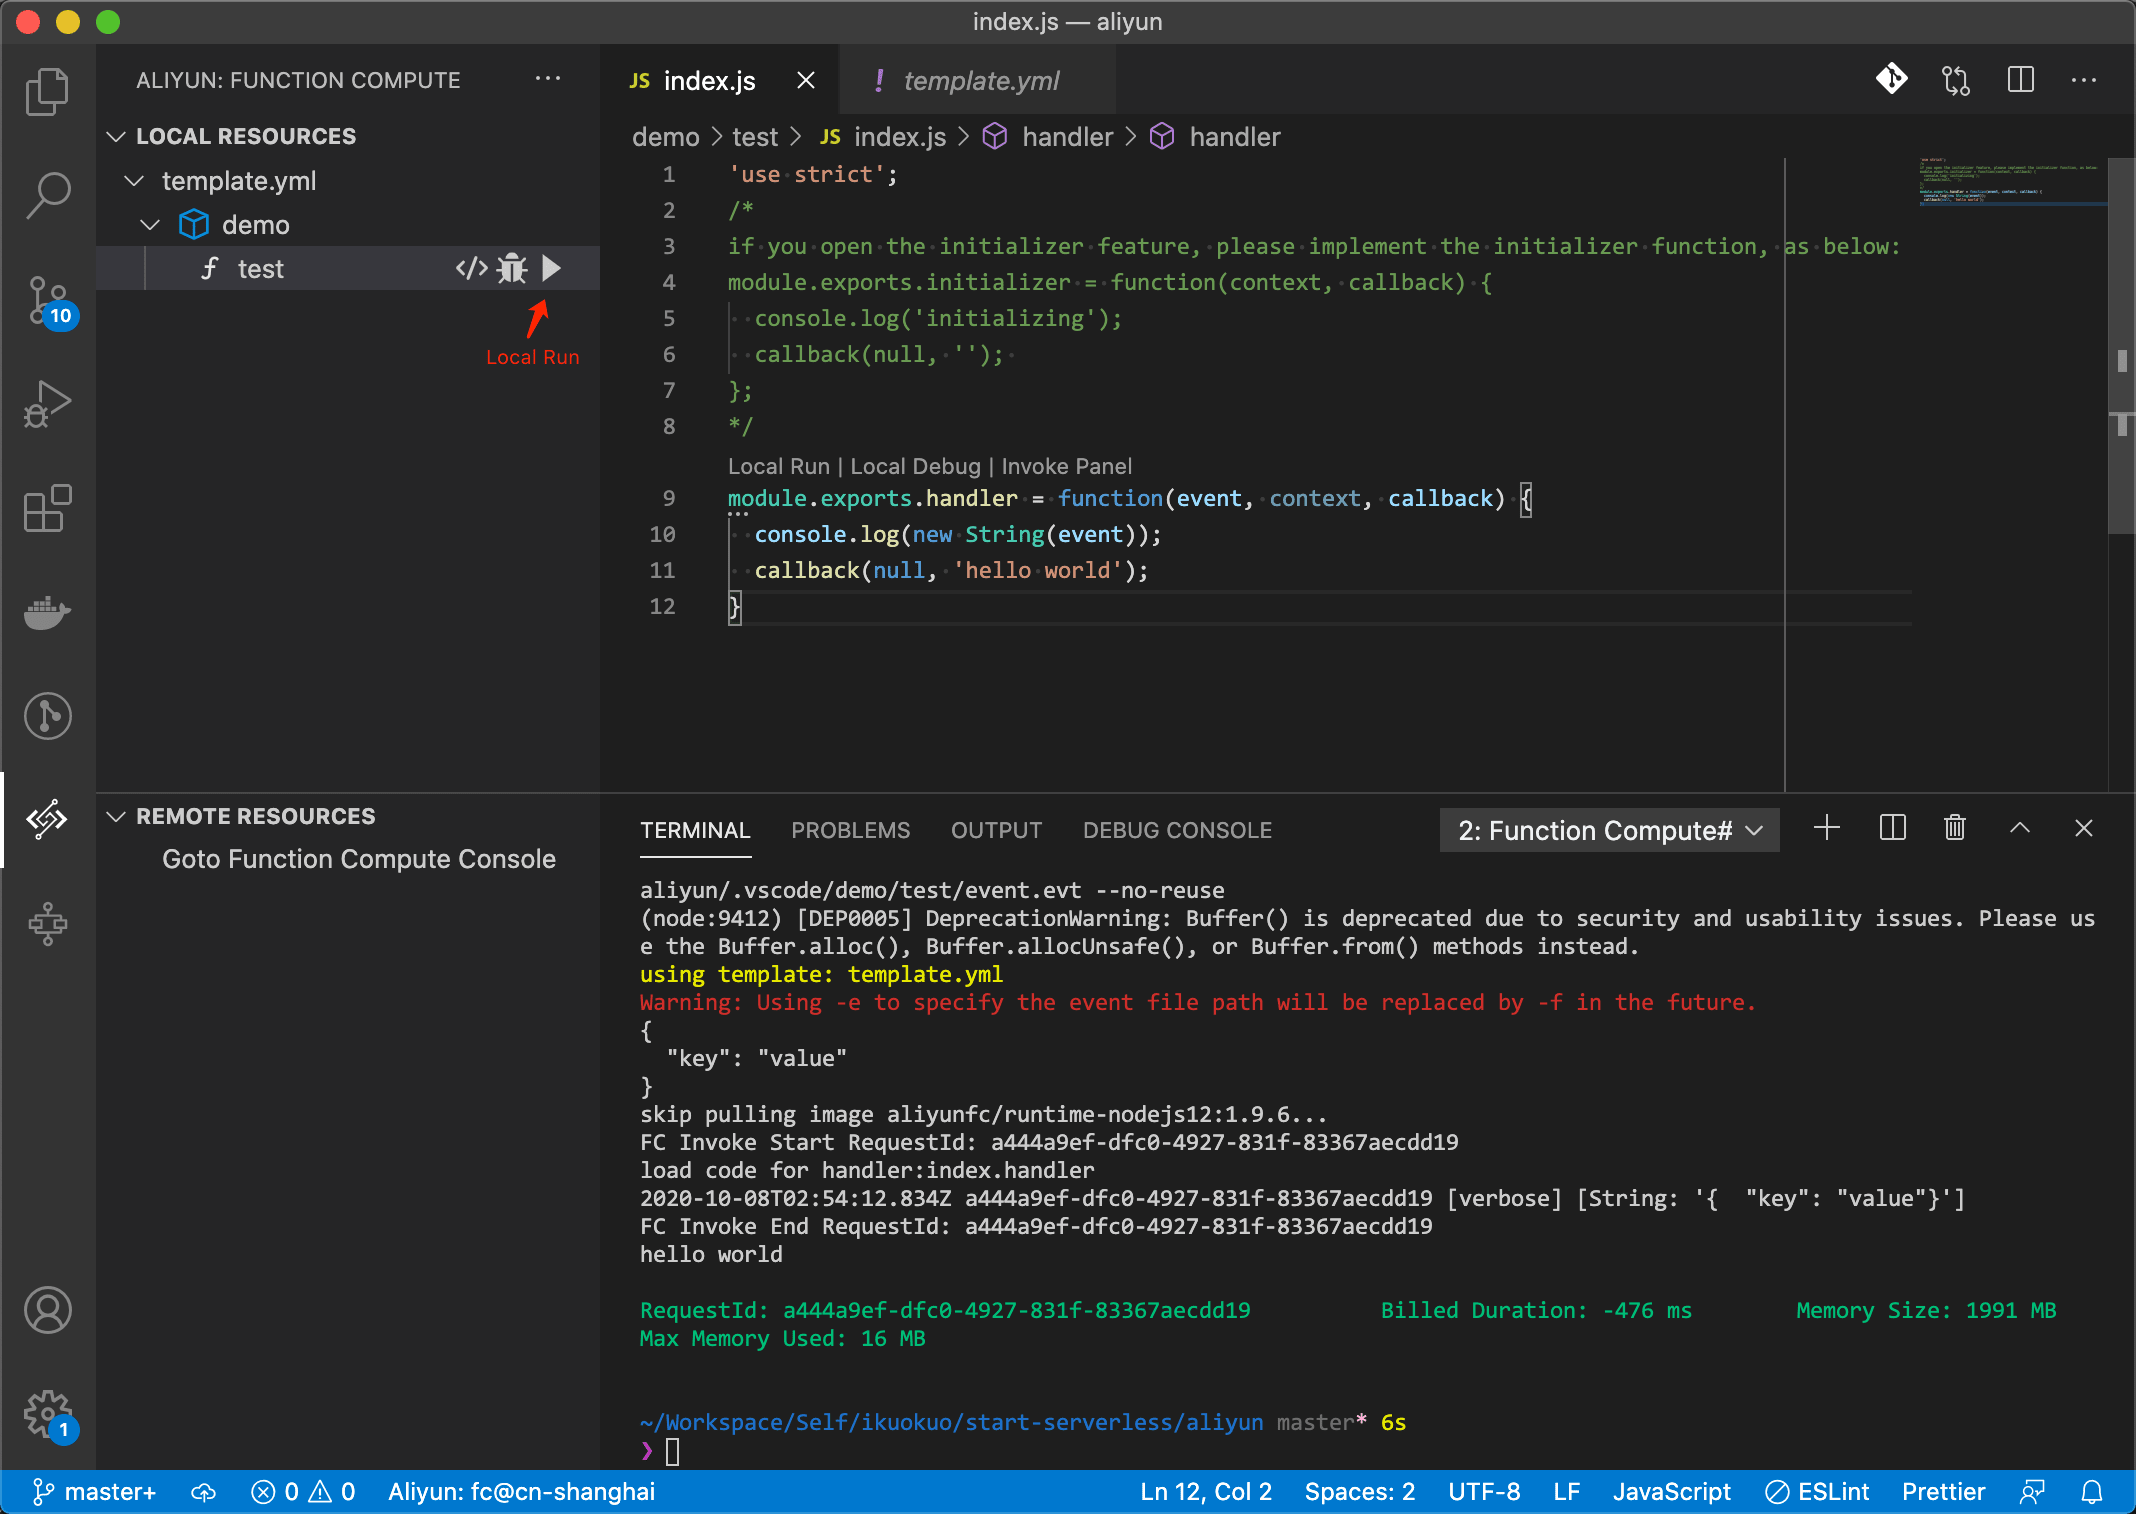 index.js — aliyun
ALIYUN: FUNCTION COMPUTE
LOCAL RESOURCES
template.yml
demo
test
Local Run
10
REMOTE RESOURCES
Goto Function Compute Console
1
JS index.js
! template.yml
demo > test > JS index.js > handler > handler
1 'use strict';
2 /*
3 if you open the initializer feature, please implement the initializer function, as below:
4 module.exports.initializer = function(context, callback) {
5 console.log('initializing');
6 callback(null, '');
7 };
8 */
Local Run | Local Debug | Invoke Panel
9 module.exports.handler = function(event, context, callback) {
10 console.log(new String(event));
11 callback(null, 'hello world');
12 }
TERMINAL PROBLEMS OUTPUT DEBUG CONSOLE 2: Function Compute#
aliyun/.vscode/demo/test/event.evt --no-reuse
(node:9412) [DEP0005] DeprecationWarning: Buffer() is deprecated due to security and usability issues. Please us
e the Buffer.alloc(), Buffer.allocUnsafe(), or Buffer.from() methods instead.
using template: template.yml
Warning: Using -e to specify the event file path will be replaced by -f in the future.
{
"key": "value"
}
skip pulling image aliyunfc/runtime-nodejs12:1.9.6...
FC Invoke Start RequestId: a444a9ef-dfc0-4927-831f-83367aecdd19
load code for handler:index.handler
2020-10-08T02:54:12.834Z a444a9ef-dfc0-4927-831f-83367aecdd19 [verbose] [String: '{  "key": "value"}']
FC Invoke End RequestId: a444a9ef-dfc0-4927-831f-83367aecdd19
hello world
RequestId: a444a9ef-dfc0-4927-831f-83367aecdd19 Billed Duration: -476 ms Memory Size: 1991 MB
Max Memory Used: 16 MB
~/Workspace/Self/ikuokuo/start-serverless/aliyun master* 6s
❯
master+ 0 0 Aliyun: fc@cn-shanghai Ln 12, Col 2 Spaces: 2 UTF-8 LF JavaScript ESLint Prettier